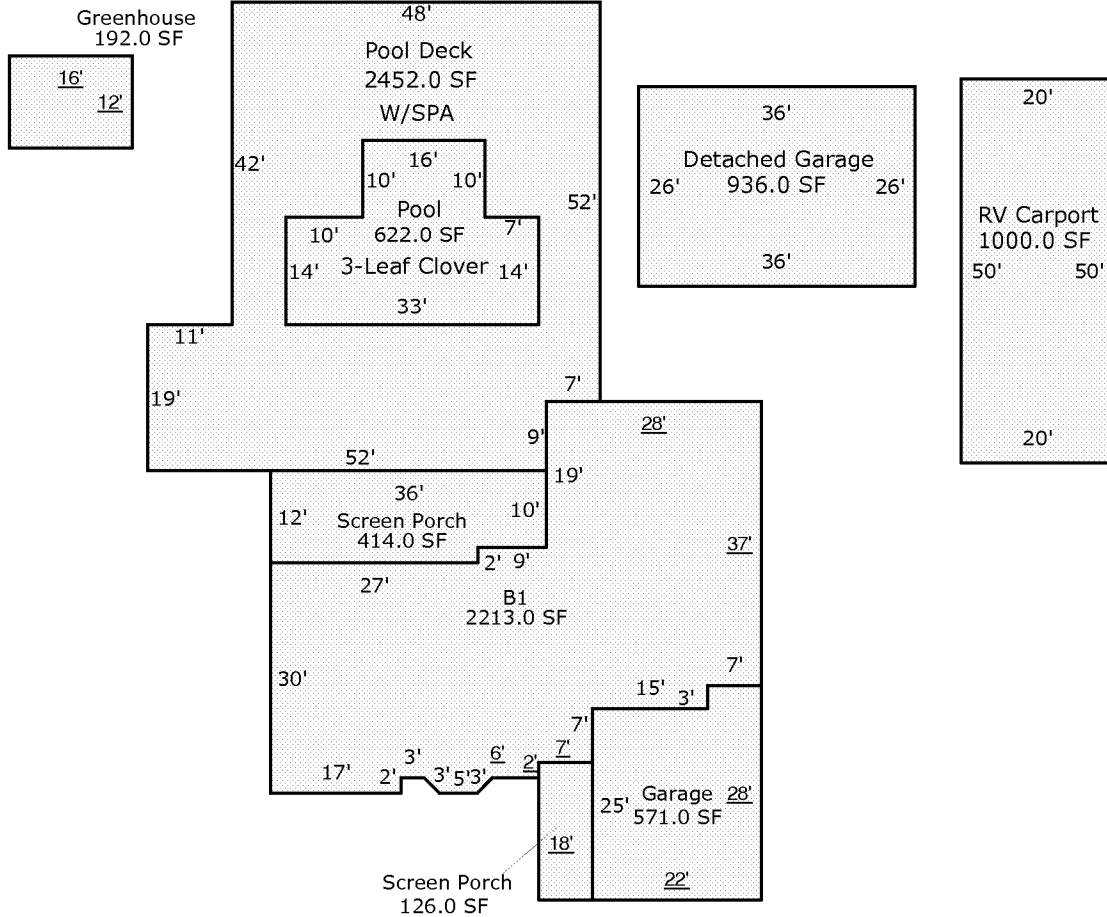 Greenhouse
192.0 SF
16'
12'
48'
Pool Deck
2452.0 SF
W/SPA
42'
52'
16'
10'
10'
Pool
622.0 SF
10'
7'
3-Leaf Clover
14'
14'
33'
11'
19'
7'
9'
52'
36'
Detached Garage
936.0 SF
26'
26'
36'
20'
RV Carport
1000.0 SF
50'
50'
20'
28'
19'
36'
12'
10'
Screen Porch
414.0 SF
2'
9'
27'
37'
B1
2213.0 SF
30'
7'
15'
3'
7'
7'
3'
6'
2'
17'
2'
3'
5'
3'
Garage
571.0 SF
25'
28'
18'
22'
Screen Porch
126.0 SF